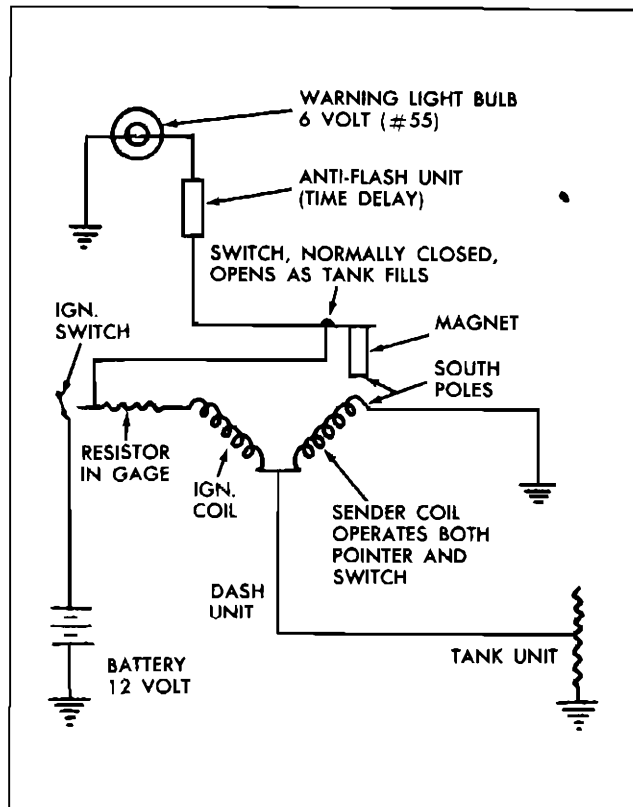 WARNING LIGHT BULB
6 VOLT (#55)
ANTI-FLASH UNIT
(TIME DELAY)
SWITCH, NORMALLY CLOSED,
OPENS AS TANK FILLS
IGN.
SWITCH
MAGNET
SOUTH
POLES
RESISTOR
IN GAGE
IGN.
COIL
SENDER COIL
OPERATES BOTH
POINTER AND
SWITCH
DASH
UNIT
TANK UNIT
BATTERY
12 VOLT